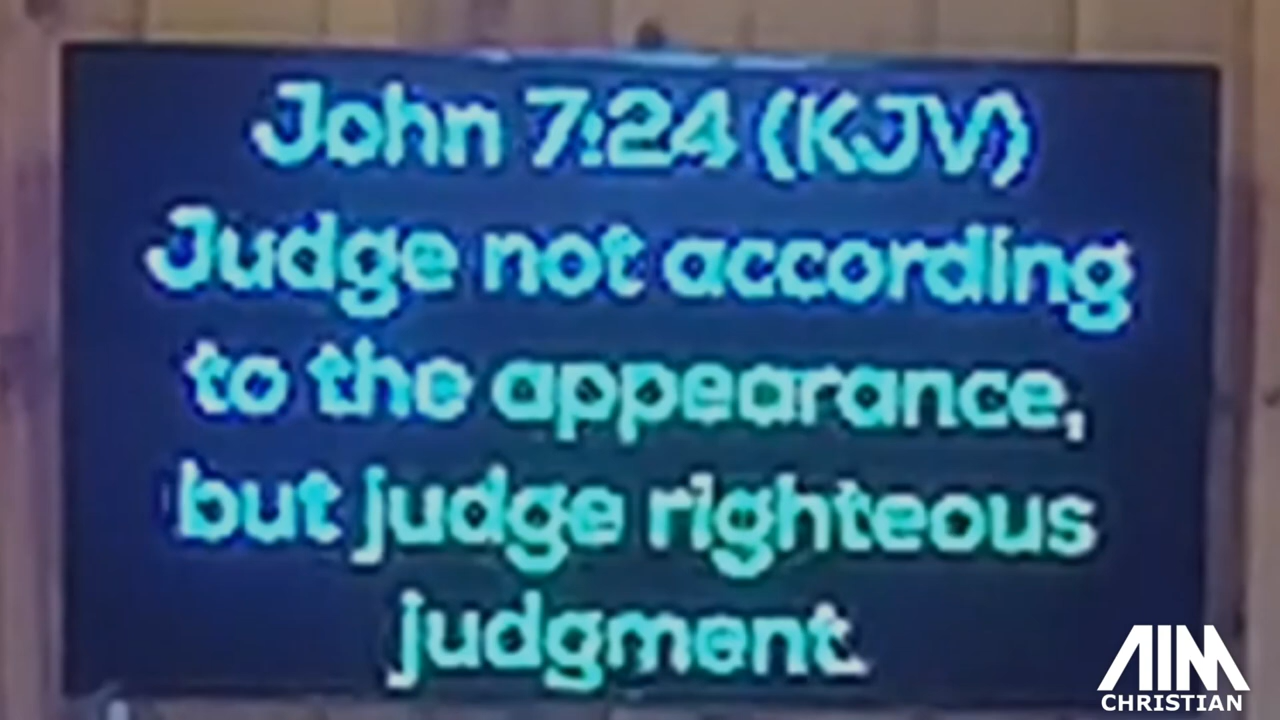 John 7:24 (KJV)
Judge not according
to the appearance,
but judge righteous
judgment.
AIM
CHRISTIAN